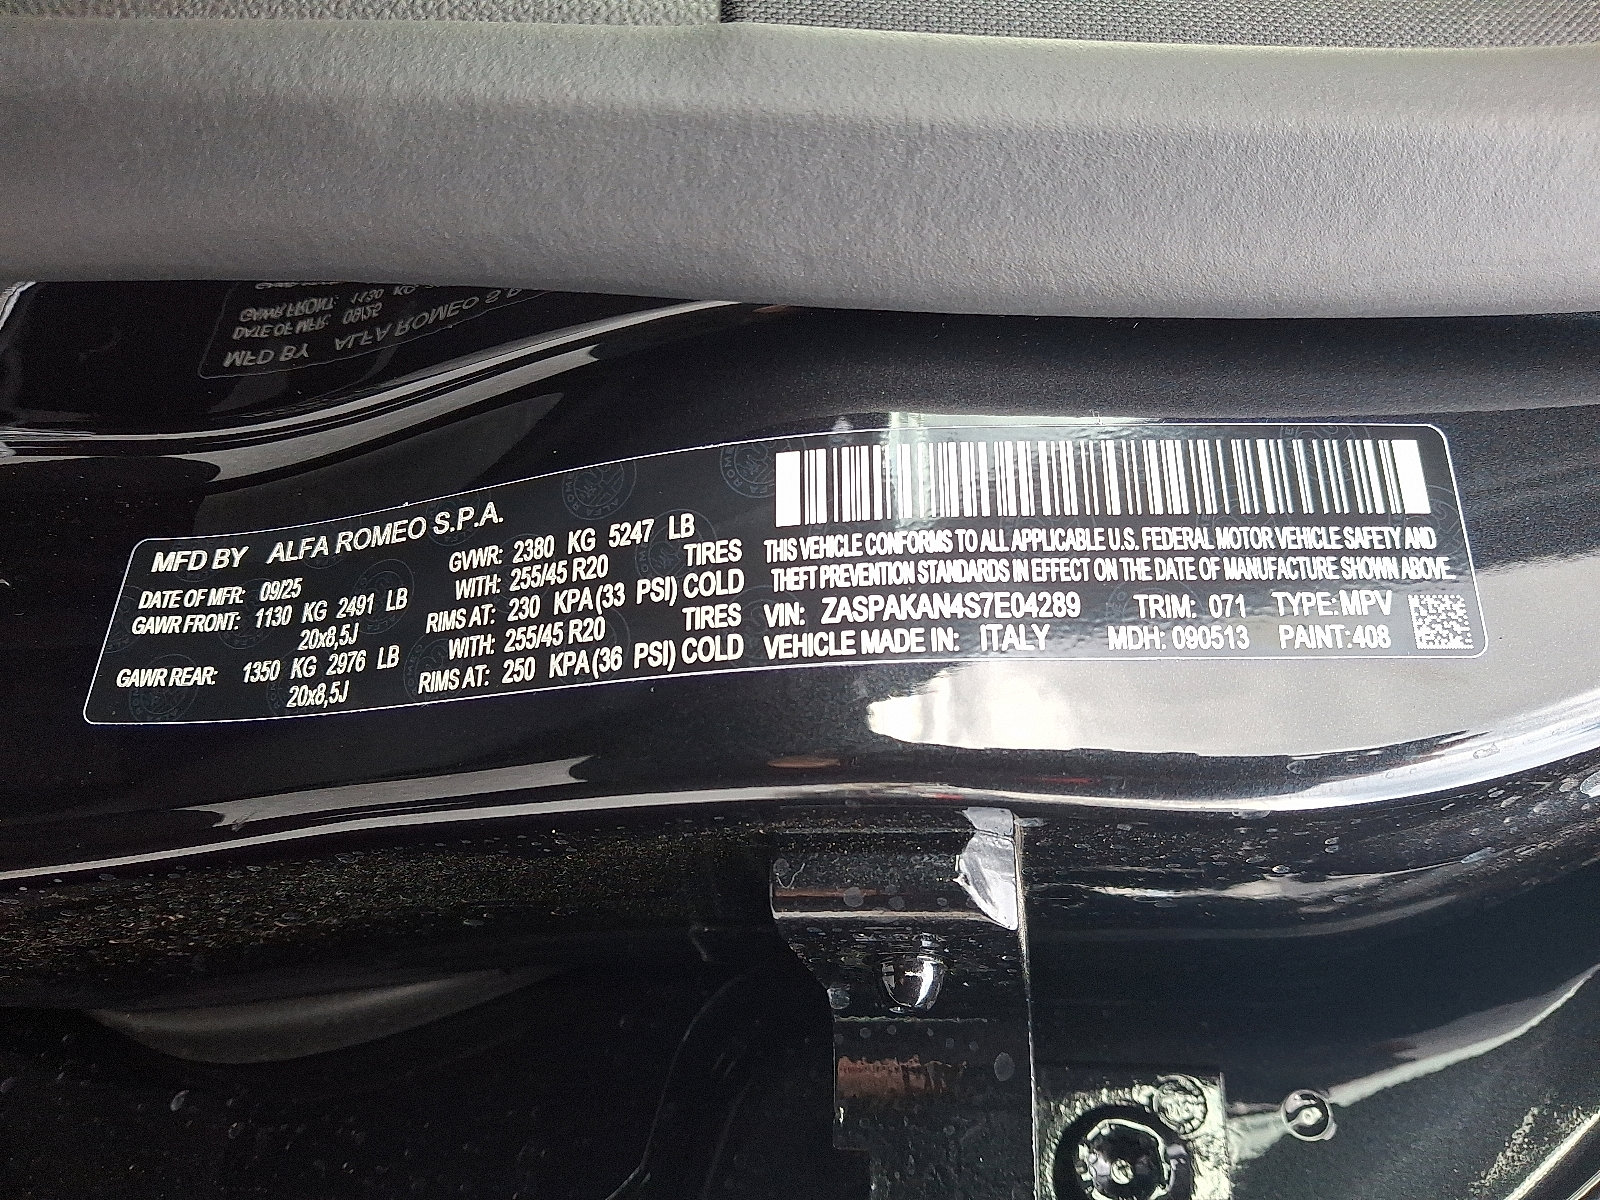 MFD BY ALFA ROMEO S.P.A.
DATE OF MFR: 09/25 GVWR: 2380 KG 5247 LB
GAWR FRONT: 1130 KG 2491 LB WITH: 255/45 R20 TIRES
20x8,5J RIMS AT: 230 KPA (33 PSI) COLD
GAWR REAR: 1350 KG 2976 LB WITH: 255/45 R20 TIRES
20x8,5J RIMS AT: 250 KPA (36 PSI) COLD
THIS VEHICLE CONFORMS TO ALL APPLICABLE U.S. FEDERAL MOTOR VEHICLE SAFETY AND
THEFT PREVENTION STANDARDS IN EFFECT ON THE DATE OF MANUFACTURE SHOWN ABOVE.
VIN: ZASPAKAN4S7E04289 TRIM: 071 TYPE: MPV
VEHICLE MADE IN: ITALY MDH: 090513 PAINT: 408